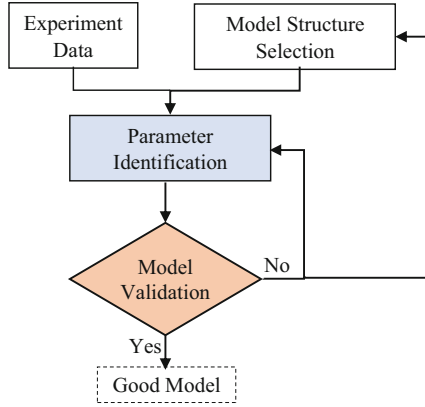 Experiment
Data
Model Structure
Selection
Parameter
Identification
Model
Validation
No
Yes
Good Model